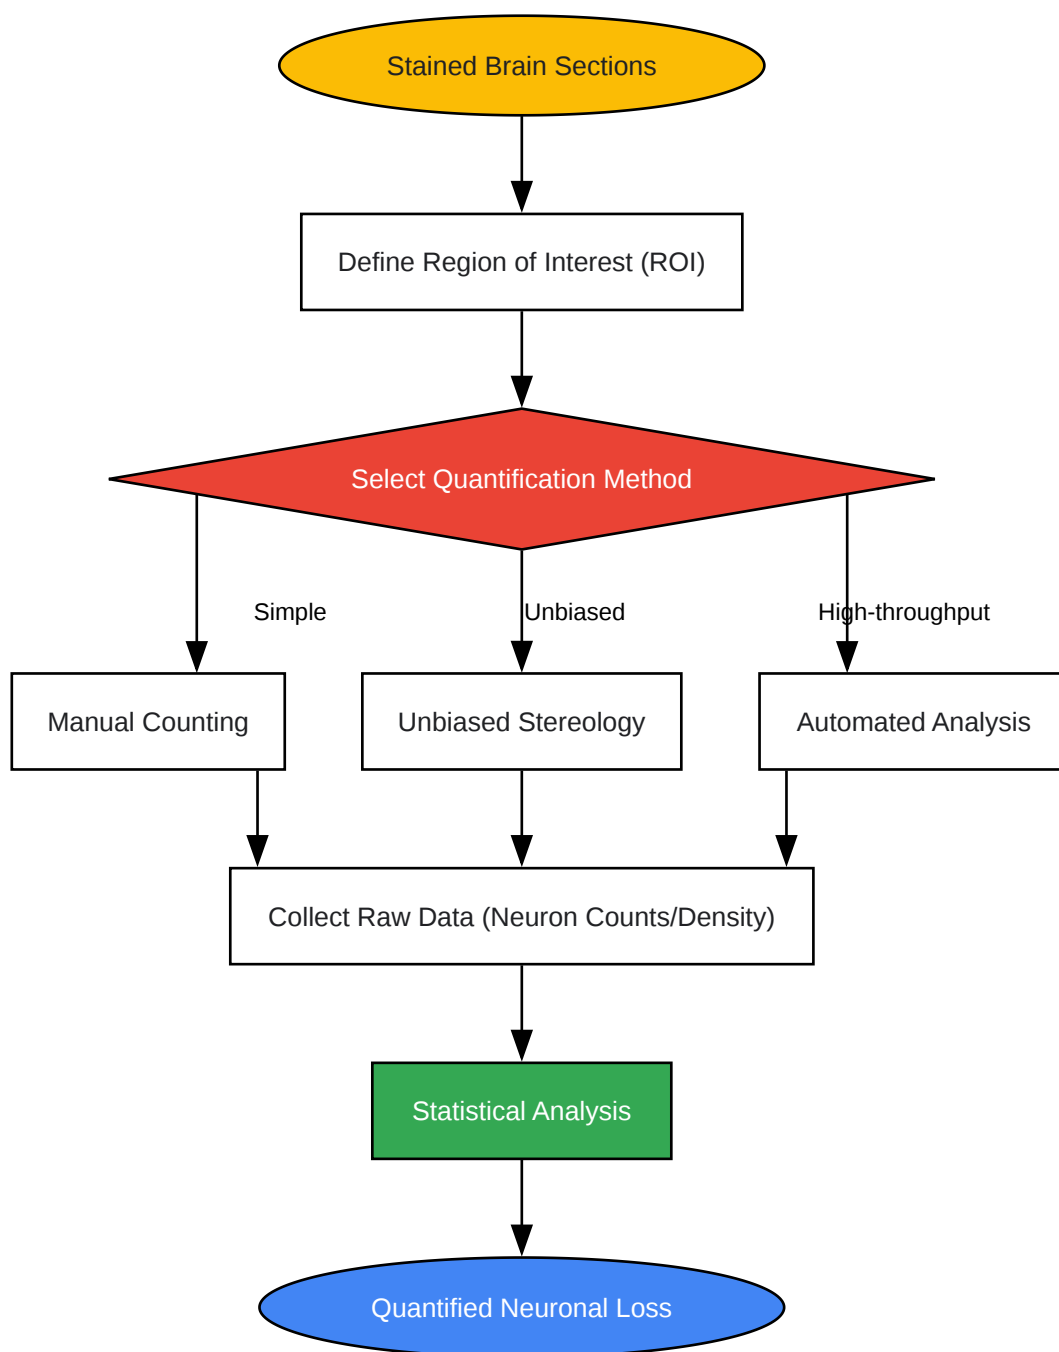 Stained Brain Sections
Define Region of Interest (ROI)
Select Quantification Method
Simple
Unbiased
High-throughput
Manual Counting
Unbiased Stereology
Automated Analysis
Collect Raw Data (Neuron Counts/Density)
Statistical Analysis
Quantified Neuronal Loss